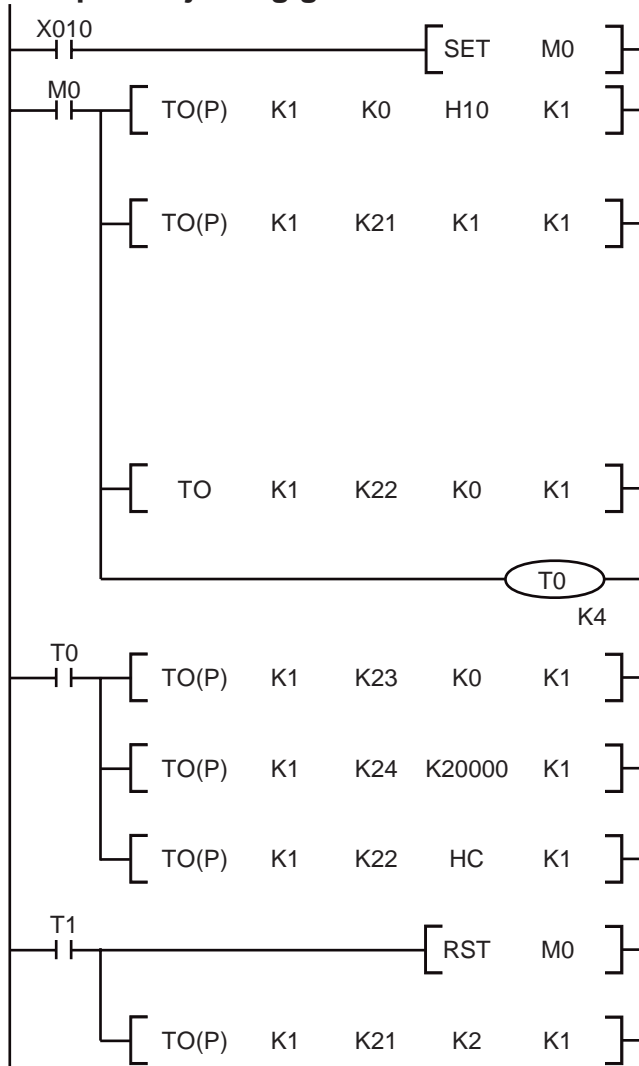 X010
SET M0
M0
TO(P) K1 K0 H10 K1
TO(P) K1 K21 K1 K1
TO K1 K22 K0 K1
T0
K4
T0
TO(P) K1 K23 K0 K1
TO(P) K1 K24 K20000 K1
TO(P) K1 K22 HC K1
T1
RST M0
TO(P) K1 K21 K2 K1